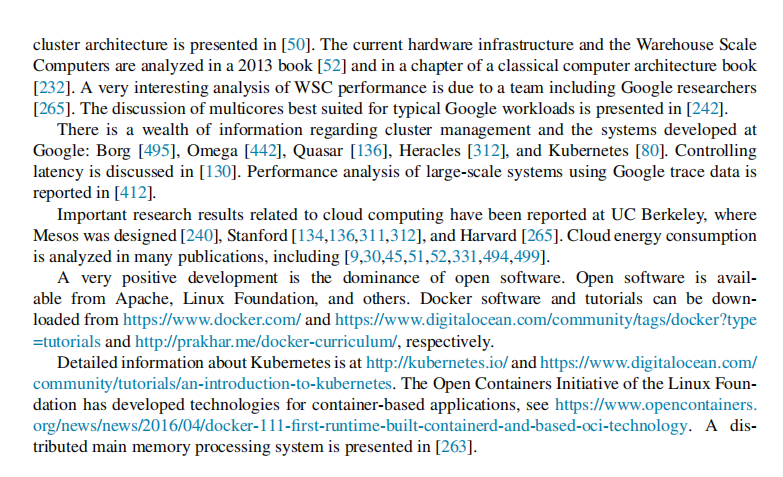 cluster architecture is presented in [50]. The current hardware infrastructure and the Warehouse Scale
Computers are analyzed in a 2013 book [52] and in a chapter of a classical computer architecture book
[232]. A very interesting analysis of WSC performance is due to a team including Google researchers
[265]. The discussion of multicores best suited for typical Google workloads is presented in [242].
There is a wealth of information regarding cluster management and the systems developed at
Google: Borg [495], Omega [442], Quasar [136], Heracles [312], and Kubernetes [80]. Controlling
latency is discussed in [130]. Performance analysis of large-scale systems using Google trace data is
reported in [412].
Important research results related to cloud computing have been reported at UC Berkeley, where
Mesos was designed [240], Stanford [134,136,311,312], and Harvard [265]. Cloud energy consumption
is analyzed in many publications, including [9,30,45,51,52,331,494,499].
A very positive development is the dominance of open software. Open software is avail-
able from Apache, Linux Foundation, and others. Docker software and tutorials can be down-
loaded from https://www.docker.com/ and https://www.digitalocean.com/community/tags/docker?type
=tutorials and http://prakhar.me/docker-curriculum/, respectively.
Detailed information about Kubernetes is at http://kubernetes.io/ and https://www.digitalocean.com/
community/tutorials/an-introduction-to-kubernetes. The Open Containers Initiative of the Linux Foun-
dation has developed technologies for container-based applications, see https://www.opencontainers.
org/news/news/2016/04/docker-111-first-runtime-built-containerd-and-based-oci-technology. A dis-
tributed main memory processing system is presented in [263].